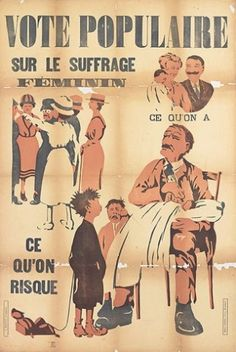 VOTE POPULAIRE
SUR LE SUFFRAGE
FÉMININ
CE QU'ON A
CE
QU'ON
RISQUE